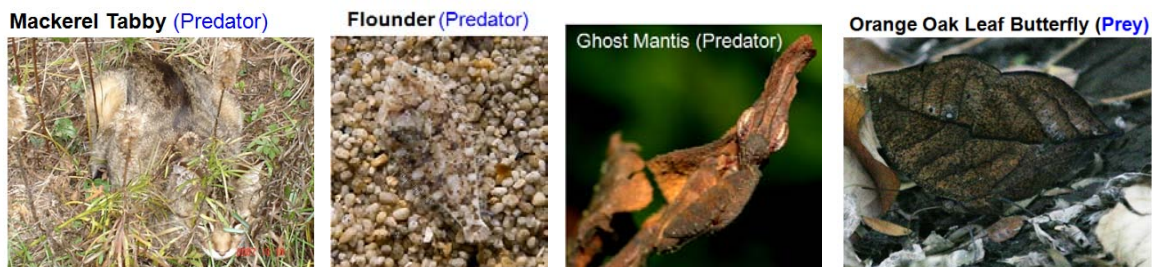 Mackerel Tabby (Predator)
Flounder (Predator)
Ghost Mantis (Predator)
Orange Oak Leaf Butterfly (Prey)